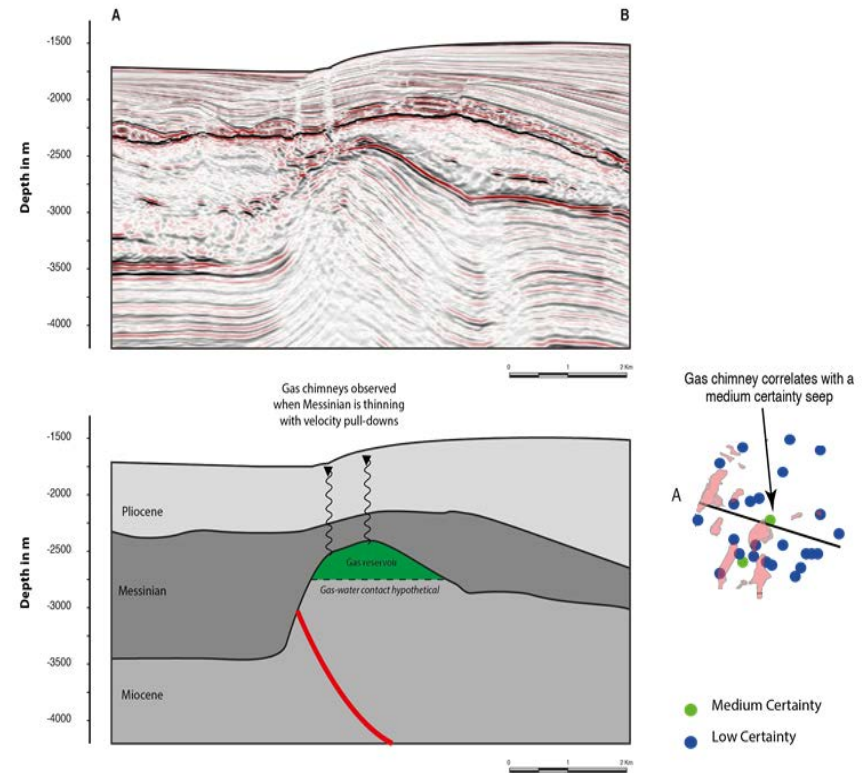 A
B
-1500
-2000
-2500
-3000
-3500
-4000
Depth in m
0 1 2 Km
Gas chimneys observed
when Messinian is thinning
with velocity pull-downs
Gas chimney correlates with a
medium certainty seep
-1500
-2000
-2500
-3000
-3500
-4000
Depth in m
Pliocene
Messinian
Miocene
Gas reservoir
Gas-water contact hypothetical
A
Medium Certainty
Low Certainty
0 1 2 Km